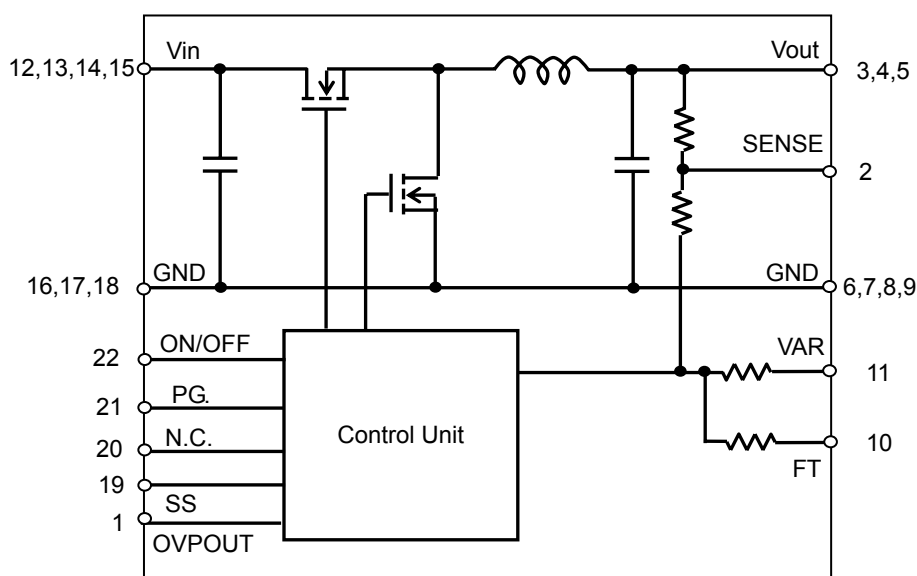 Vin
Vout
12,13,14,15
3,4,5
SENSE
2
GND
GND
16,17,18
6,7,8,9
ON/OFF
VAR
22
11
PG.
21
Control Unit
N.C.
20
10
FT
19
SS
1
OVPOUT